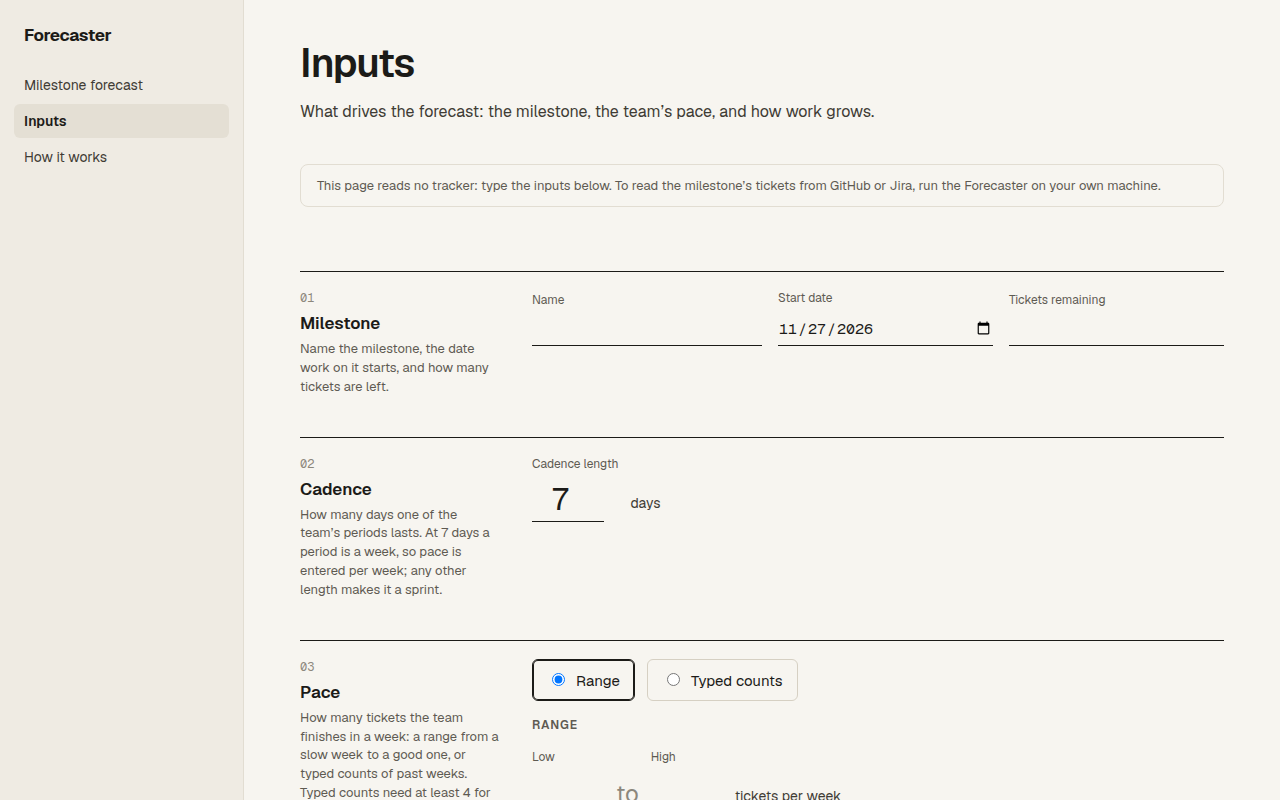 Forecaster
Milestone forecast
Inputs
How it works
Inputs
What drives the forecast: the milestone, the team’s pace, and how work grows.
This page reads no tracker: type the inputs below. To read the milestone’s tickets from GitHub or Jira, run the Forecaster on your own machine.
01
Milestone
Name the milestone, the date
work on it starts, and how many
tickets are left.
Name
Start date
Tickets remaining
11/27/2026
02
Cadence
How many days one of the
team’s periods lasts. At 7 days a
period is a week, so pace is
entered per week; any other
length makes it a sprint.
Cadence length
7
days
03
Pace
How many tickets the team
finishes in a week: a range from a
slow week to a good one, or
typed counts of past weeks.
Typed counts need at least 4 for
Range
Typed counts
RANGE
Low
High
to
tickets per week